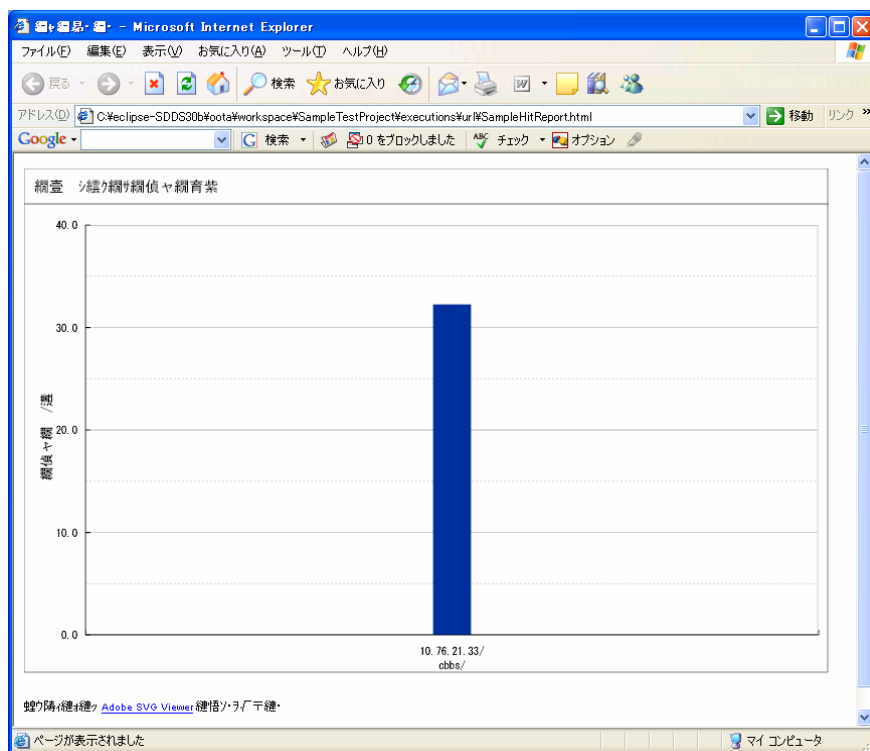 - Microsoft Internet Explorer
ファイル(F) 編集(E) 表示(V) お気に入り(A) ツール(T) ヘルプ(H)
戻る 検索 お気に入り
アドレス(D) C:¥eclipse-SDDS30b¥oota¥workspace¥SampleTestProject¥executions¥url¥SampleHitReport.html 移動 リンク »
Google 検索 0 をブロックしました ABC チェック オプション
40.0
30.0
20.0
10.0
0.0
10.76.21.33/
cbbs/
Adobe SVG Viewer
ページが表示されました マイ コンピュータ